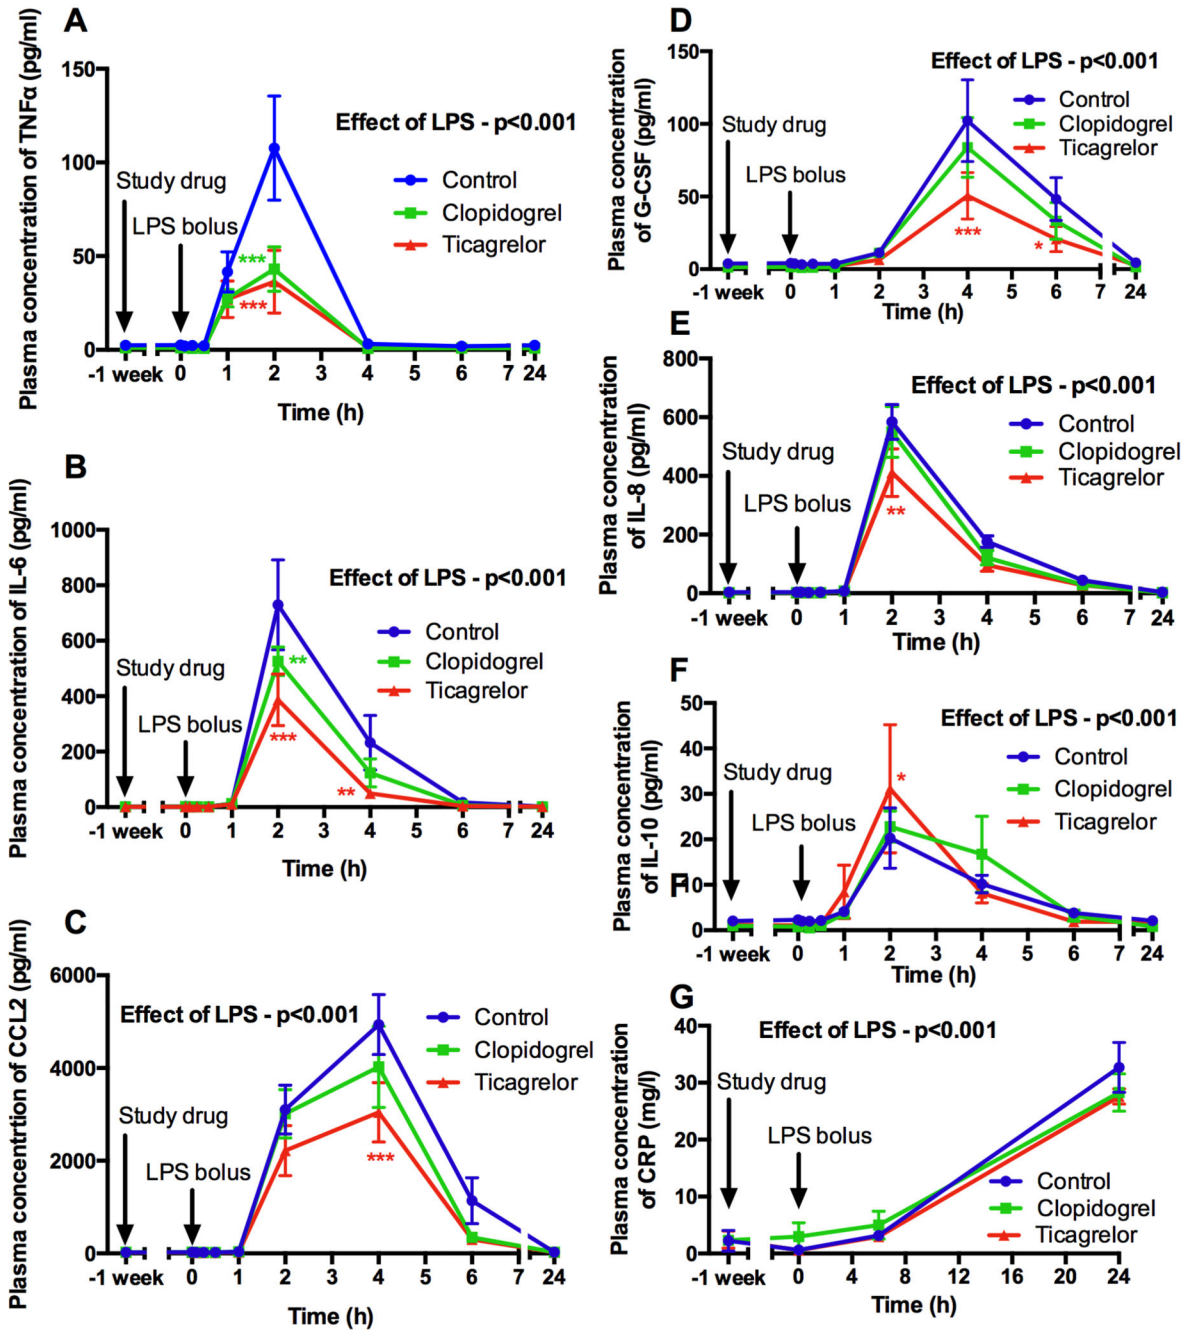 A
Plasma concentration of TNFα (pg/ml)
150
100
50
0
Effect of LPS - p<0.001
Control
Clopidogrel
Ticagrelor
Study drug
LPS bolus
***
***
-1 week 0 1 2 3 4 5 6 7 24
Time (h)
B
Plasma concentration of IL-6 (pg/ml)
1000
800
600
400
200
0
Effect of LPS - p<0.001
Control
Clopidogrel
Ticagrelor
Study drug
LPS bolus
**
***
**
-1 week 0 1 2 3 4 5 6 7 24
Time (h)
C
Plasma concentrtion of CCL2 (pg/ml)
6000
4000
2000
0
Effect of LPS - p<0.001
Control
Clopidogrel
Ticagrelor
Study drug
LPS bolus
***
-1 week 0 1 2 3 4 5 6 7 24
Time (h)
D
Plasma concentration
of G-CSF (pg/ml)
150
100
50
0
Effect of LPS - p<0.001
Control
Clopidogrel
Ticagrelor
Study drug
LPS bolus
***
*
-1 week 0 1 2 3 4 5 6 7 24
Time (h)
E
Plasma concentration
of IL-8 (pg/ml)
800
600
400
200
0
Effect of LPS - p<0.001
Control
Clopidogrel
Ticagrelor
Study drug
LPS bolus
**
-1 week 0 1 2 3 4 5 6 7 24
Time (h)
F
Plasma concentration
of IL-10 (pg/ml)
50
40
30
20
10
0
F
Effect of LPS - p<0.001
Control
Clopidogrel
Ticagrelor
Study drug
LPS bolus
*
-1 week 0 1 2 3 4 5 6 7 24
Time (h)
G
Plasma concentration
of CRP (mg/l)
40
30
20
10
0
Effect of LPS - p<0.001
Study drug
LPS bolus
Control
Clopidogrel
Ticagrelor
-1 week 0 4 8 12 16 20 24
Time (h)